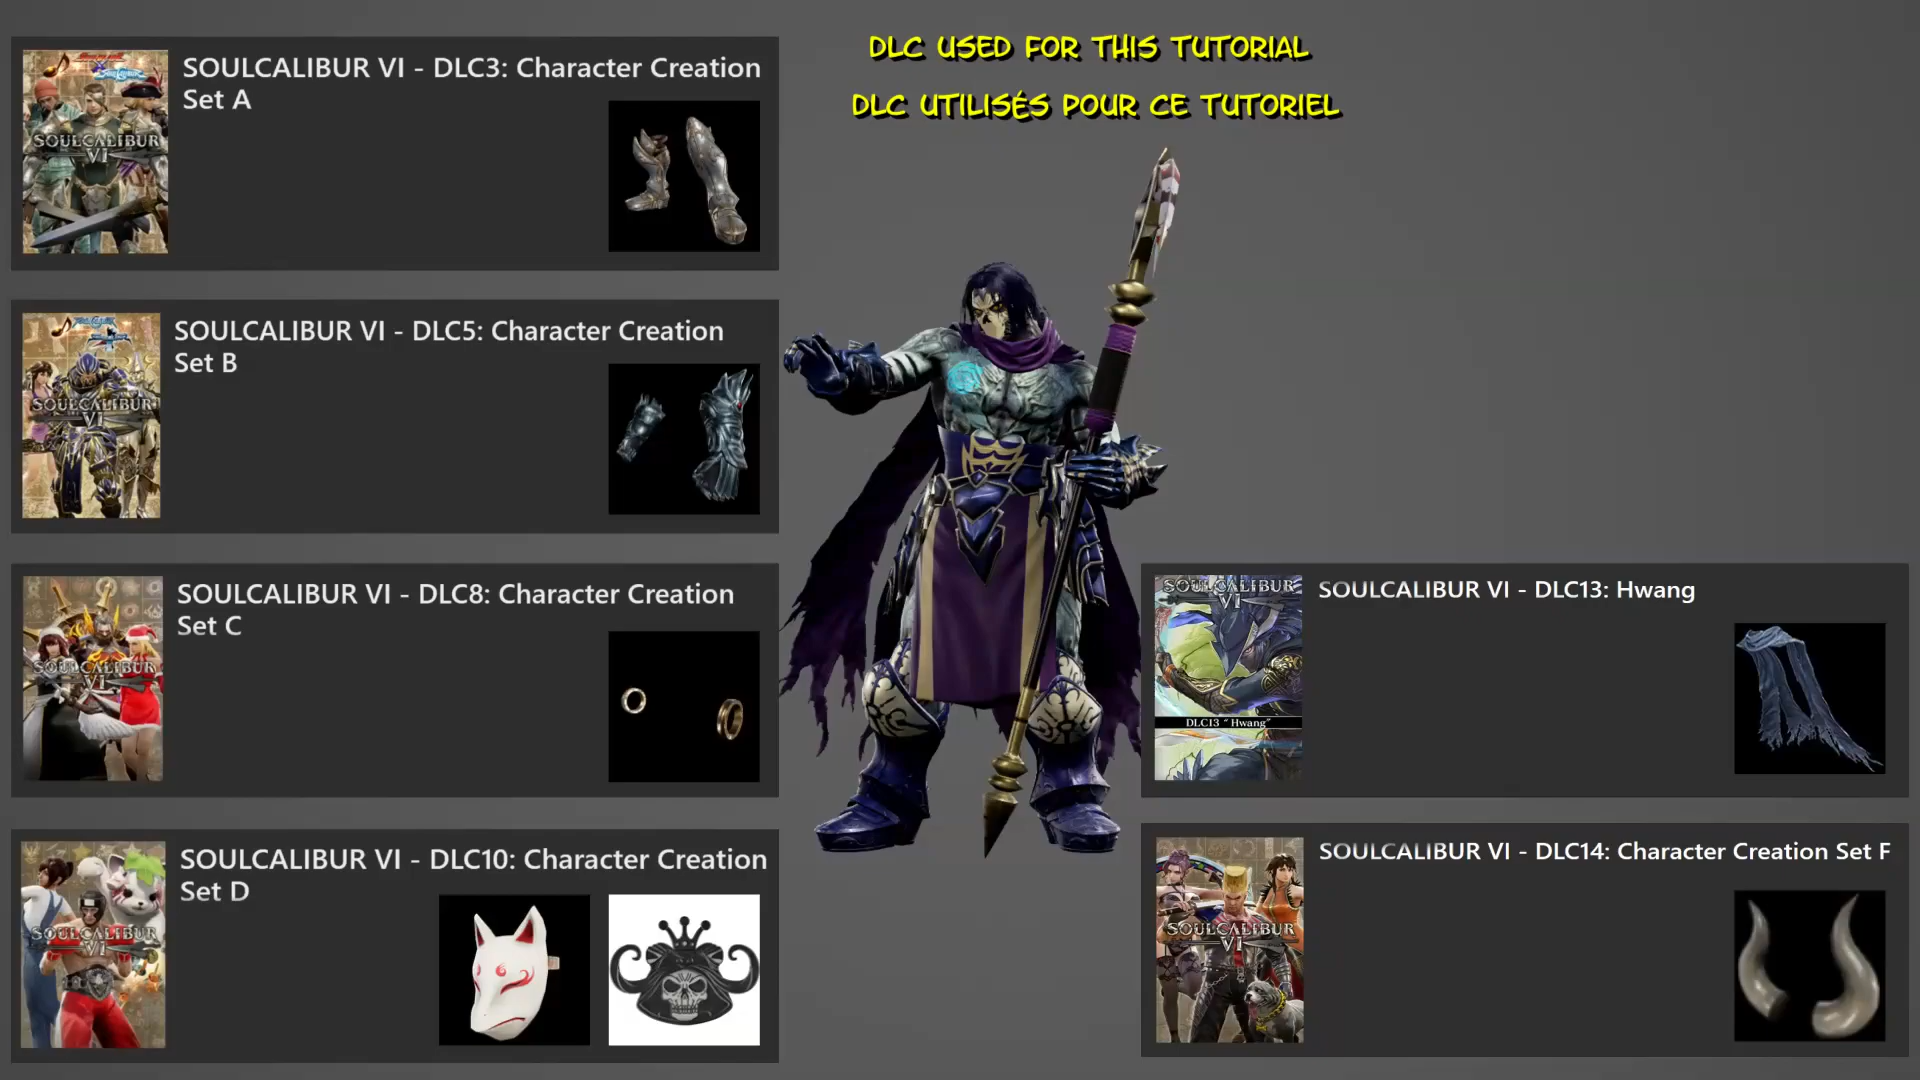 DLC USED FOR THIS TUTORIAL
DLC UTILISÉS POUR CE TUTORIEL
SOULCALIBUR VI - DLC3: Character Creation
Set A
SOULCALIBUR
VI
SOULCALIBUR VI - DLC5: Character Creation
Set B
SOULCALIBUR
VI
SOULCALIBUR VI - DLC8: Character Creation
Set C
SOULCALIBUR
VI
SOULCALIBUR VI - DLC10: Character Creation
Set D
SOULCALIBUR
VI
SOULCALIBUR VI - DLC13: Hwang
SOULCALIBUR
VI
DLC13 "Hwang"
SOULCALIBUR VI - DLC14: Character Creation Set F
SOULCALIBUR
VI